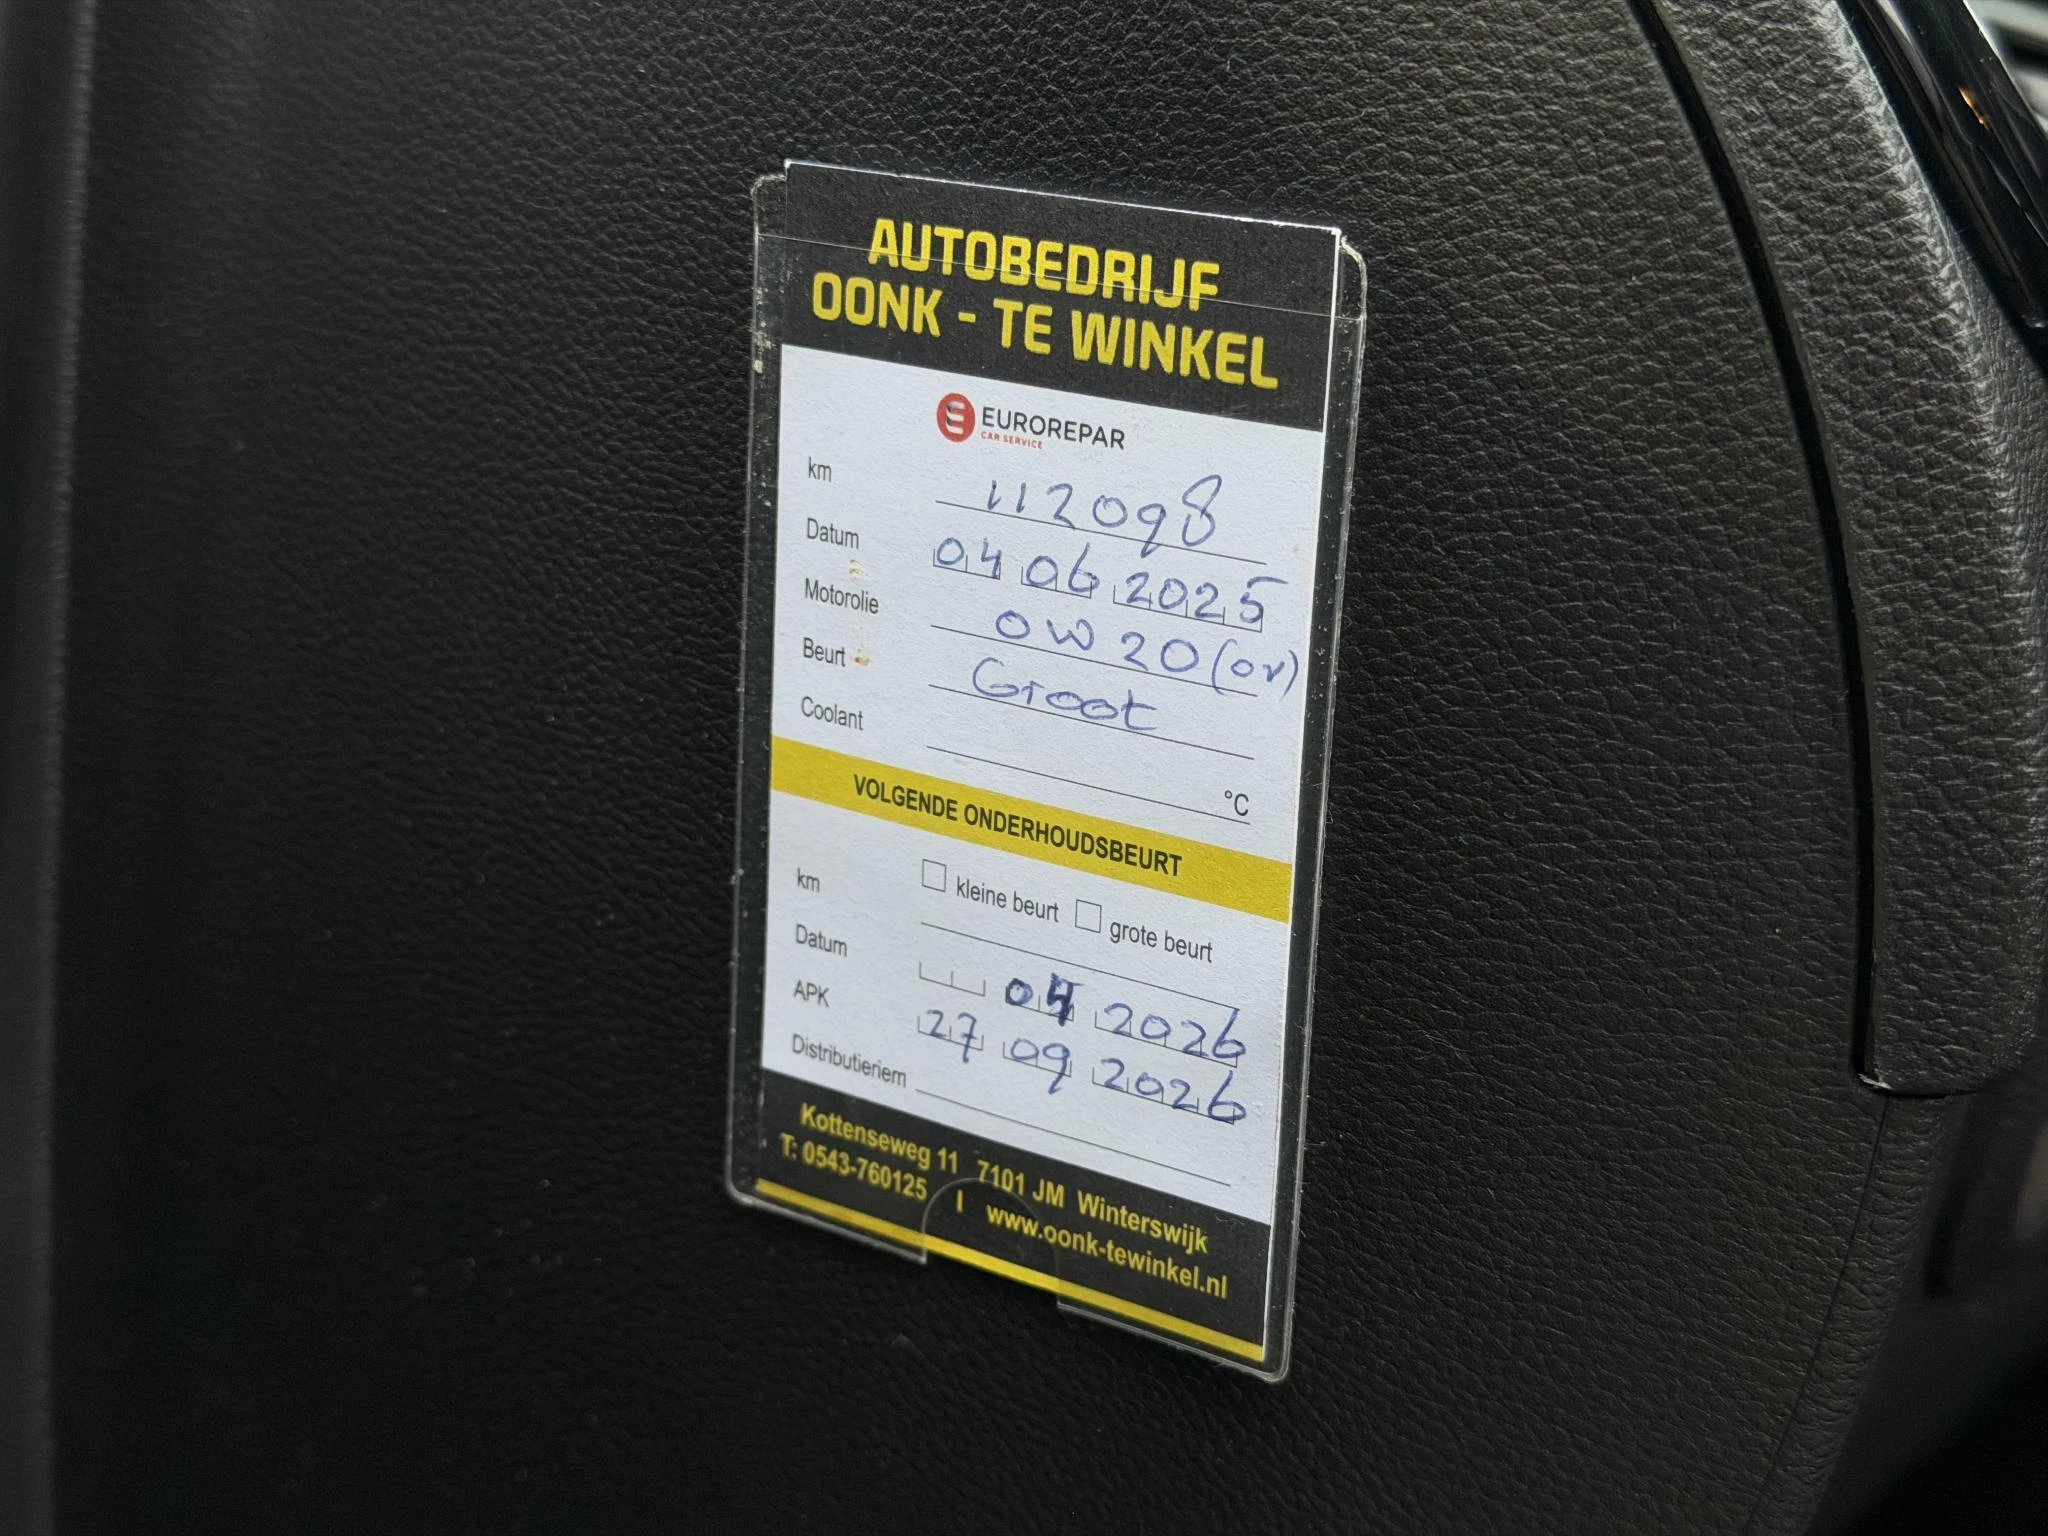 AUTOBEDRIJF
OONK - TE WINKEL
EUROREPAR
CAR SERVICE
km 112098
Datum 04 06 2025
Motorolie 0W20 (or)
Beurt Groot
Coolant °C
VOLGENDE ONDERHOUDSBEURT
kleine beurt grote beurt
km
Datum 04 2026
APK 27 09 2026
Distributieriem
Kottenseweg 11 7101 JM Winterswijk
T: 0543-760125 | www.oonk-tewinkel.nl